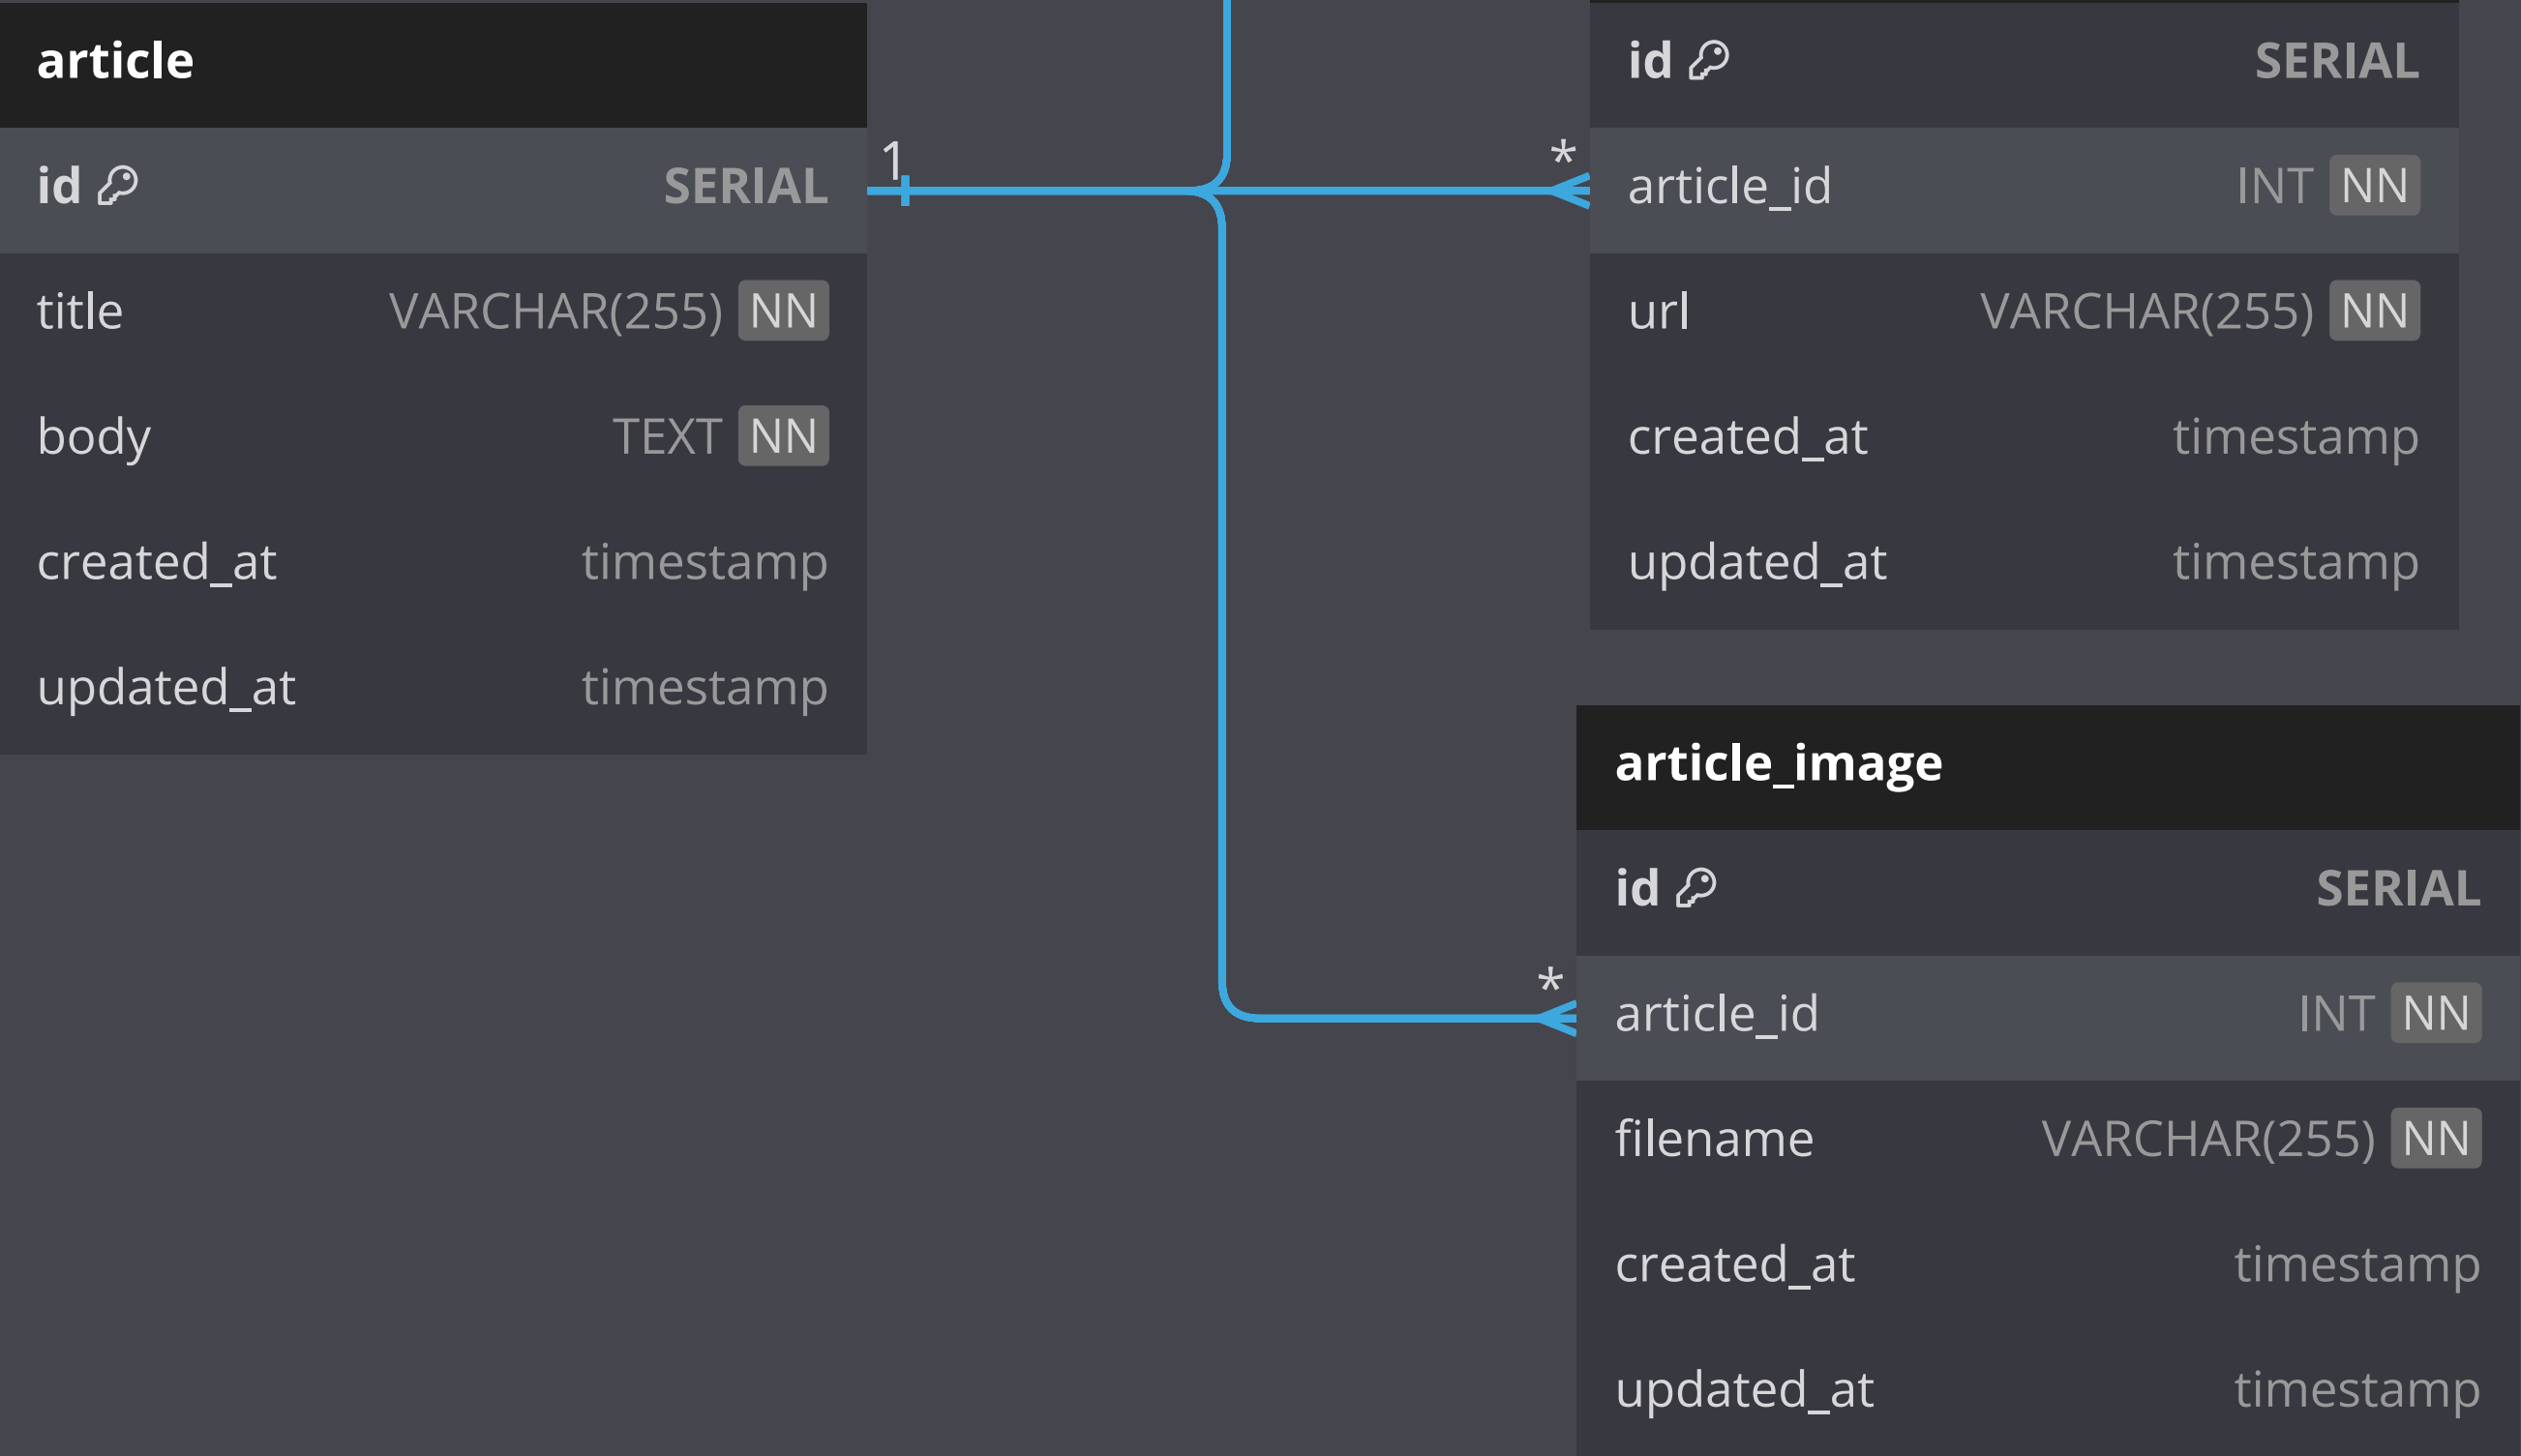 article
id SERIAL
title VARCHAR(255) NN
body TEXT NN
created_at timestamp
updated_at timestamp
1
*
id SERIAL
article_id INT NN
url VARCHAR(255) NN
created_at timestamp
updated_at timestamp
*
article_image
id SERIAL
article_id INT NN
filename VARCHAR(255) NN
created_at timestamp
updated_at timestamp